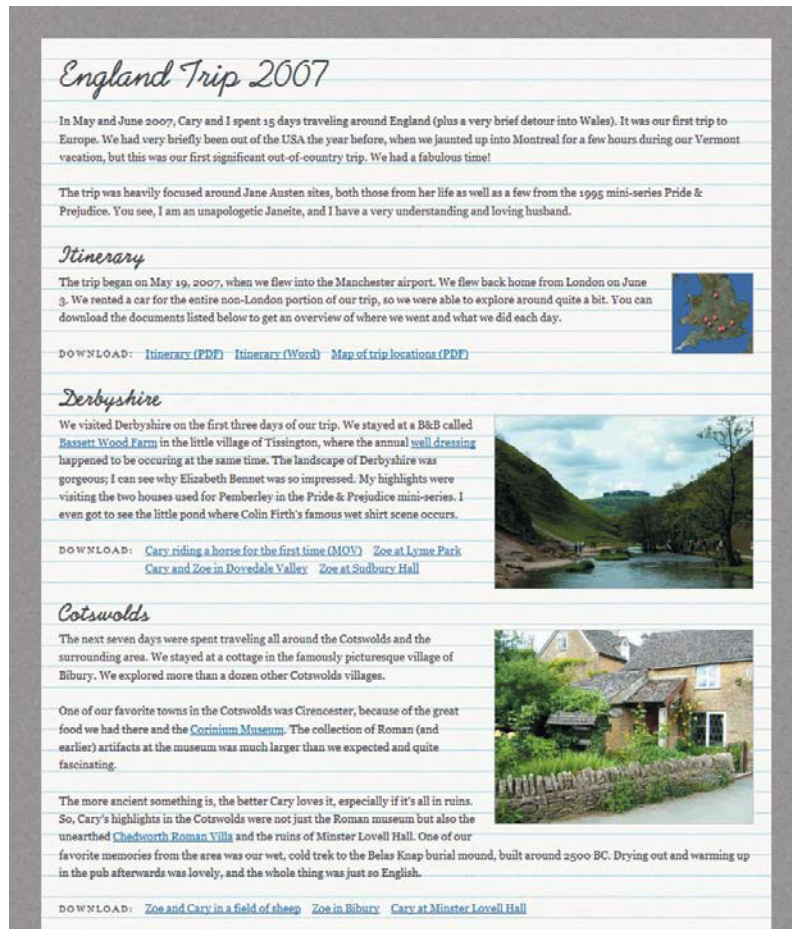 England Trip 2007
In May and June 2007, Cary and I spent 15 days traveling around England (plus a very brief detour into Wales). It was our first trip to
Europe. We had very briefly been out of the USA the year before, when we jaunted up into Montreal for a few hours during our Vermont
vacation, but this was our first significant out-of-country trip. We had a fabulous time!
The trip was heavily focused around Jane Austen sites, both those from her life as well as a few from the 1995 mini-series Pride &
Prejudice. You see, I am an unapologetic Janeite, and I have a very understanding and loving husband.
Itinerary
The trip began on May 19, 2007, when we flew into the Manchester airport. We flew back home from London on June
3. We rented a car for the entire non-London portion of our trip, so we were able to explore around quite a bit. You can
download the documents listed below to get an overview of where we went and what we did each day.
DOWNLOAD: Itinerary (PDF) Itinerary (Word) Map of trip locations (PDF)
Derbyshire
We visited Derbyshire on the first three days of our trip. We stayed at a B&B called
Bassett Wood Farm in the little village of Tissington, where the annual well dressing
happened to be occuring at the same time. The landscape of Derbyshire was
gorgeous; I can see why Elizabeth Bennet was so impressed. My highlights were
visiting the two houses used for Pemberley in the Pride & Prejudice mini-series. I
even got to see the little pond where Colin Firth's famous wet shirt scene occurs.
DOWNLOAD: Cary riding a horse for the first time (MOV) Zoe at Lyme Park
Cary and Zoe in Dovedale Valley Zoe at Sudbury Hall
Cotswolds
The next seven days were spent traveling all around the Cotswolds and the
surrounding area. We stayed at a cottage in the famously picturesque village of
Bibury. We explored more than a dozen other Cotswolds villages.
One of our favorite towns in the Cotswolds was Cirencester, because of the great
food we had there and the Corinium Museum. The collection of Roman (and
earlier) artifacts at the museum was much larger than we expected and quite
fascinating.
The more ancient something is, the better Cary loves it, especially if it's all in ruins.
So, Cary's highlights in the Cotswolds were not just the Roman museum but also the
unearthed Chedworth Roman Villa and the ruins of Minster Lovell Hall. One of our
favorite memories from the area was our wet, cold trek to the Belas Knap burial mound, built around 2500 BC. Drying out and warming up
in the pub afterwards was lovely, and the whole thing was just so English.
DOWNLOAD: Zoe and Cary in a field of sheep Zoe in Bibury Cary at Minster Lovell Hall